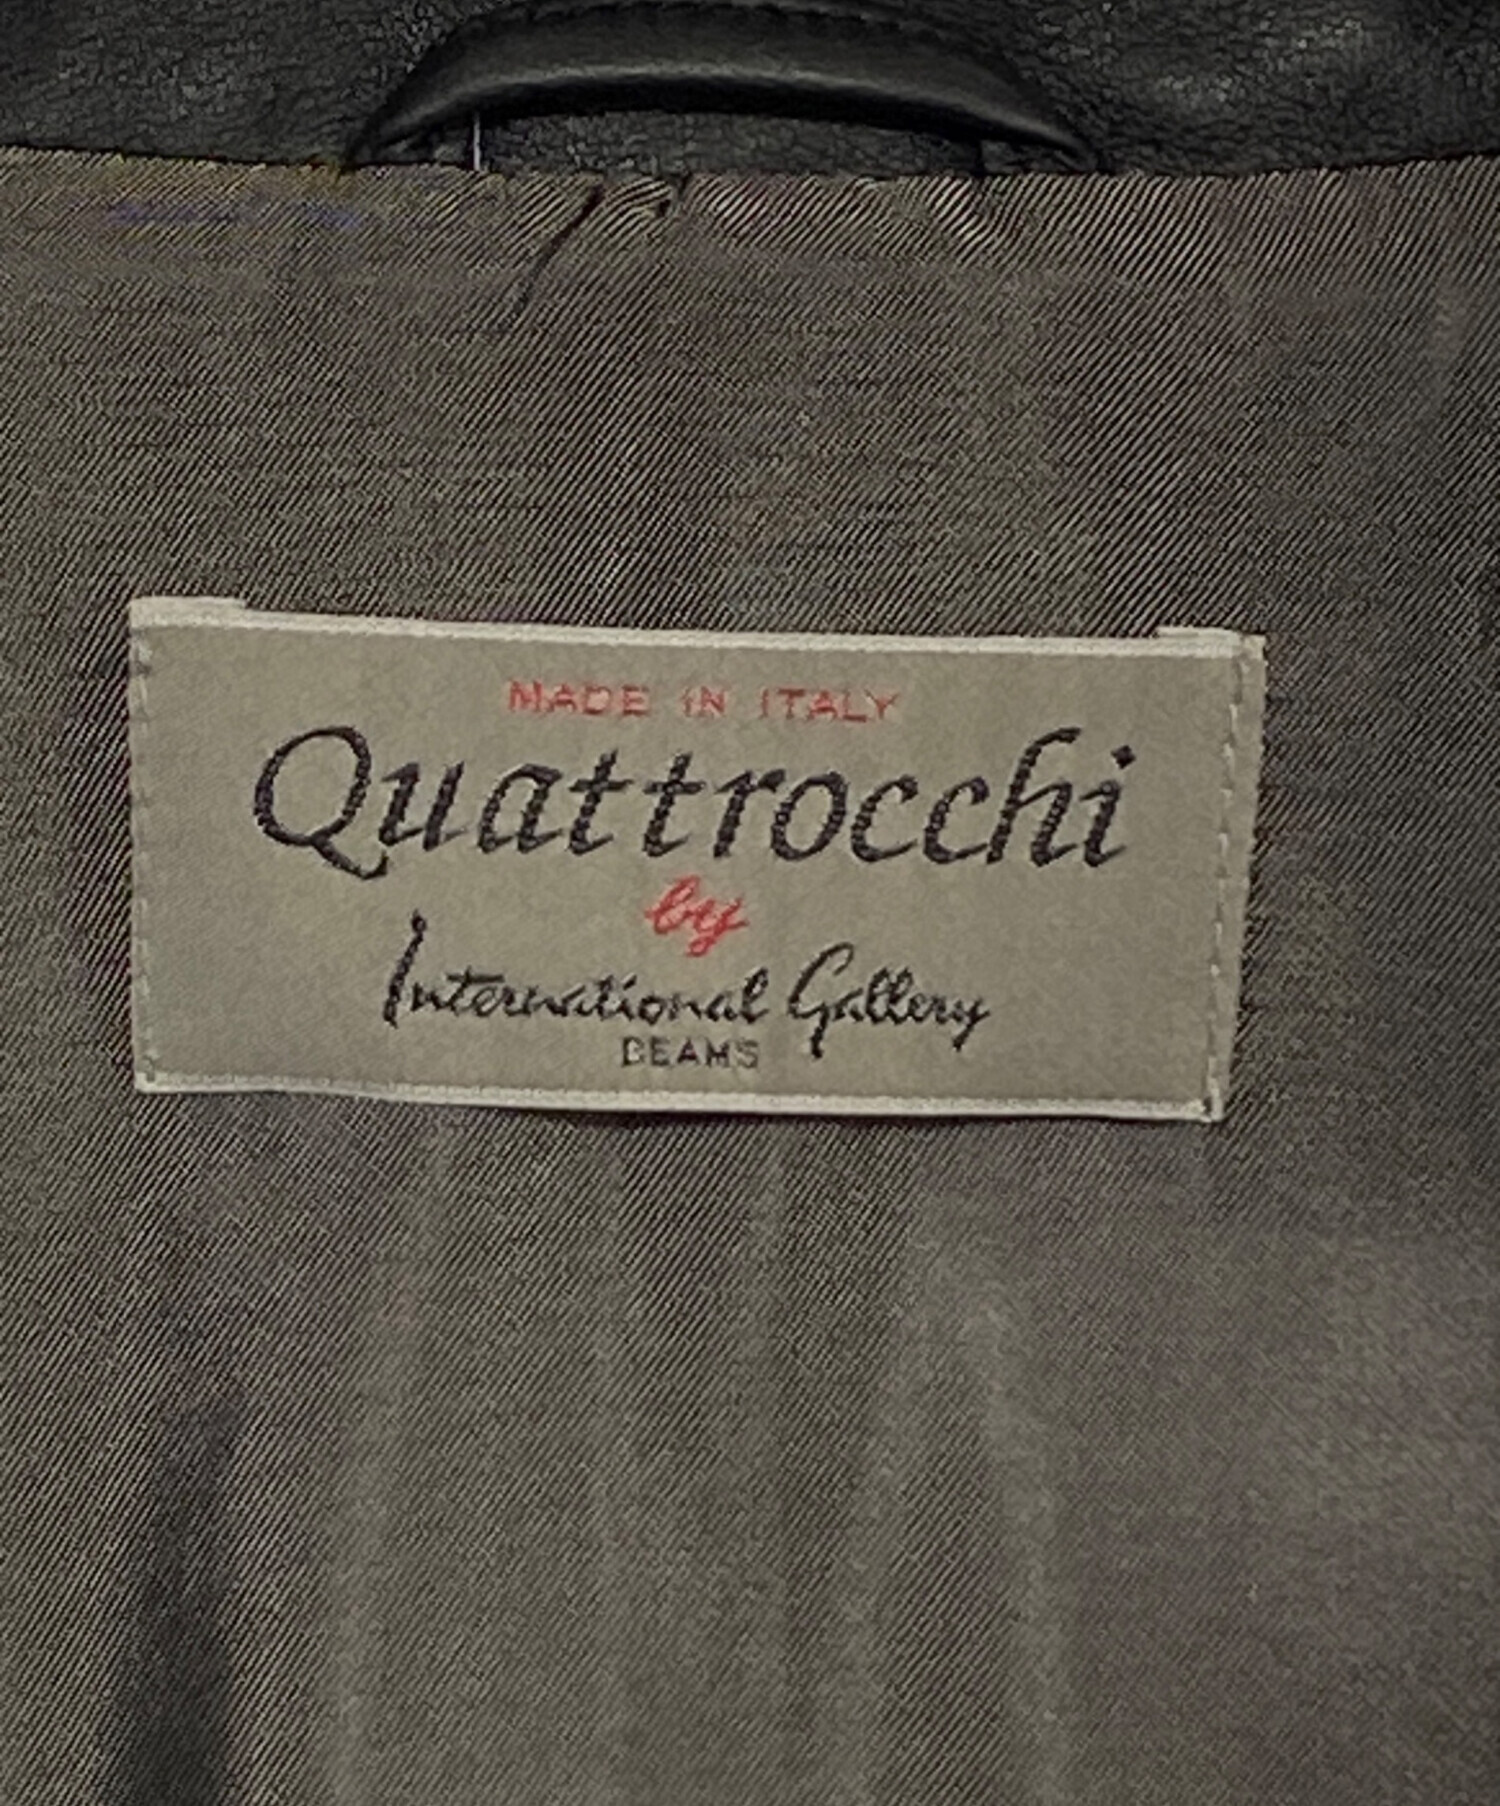 MADE IN ITALY
Quattrocchi
by
International Gallery
BEAMS